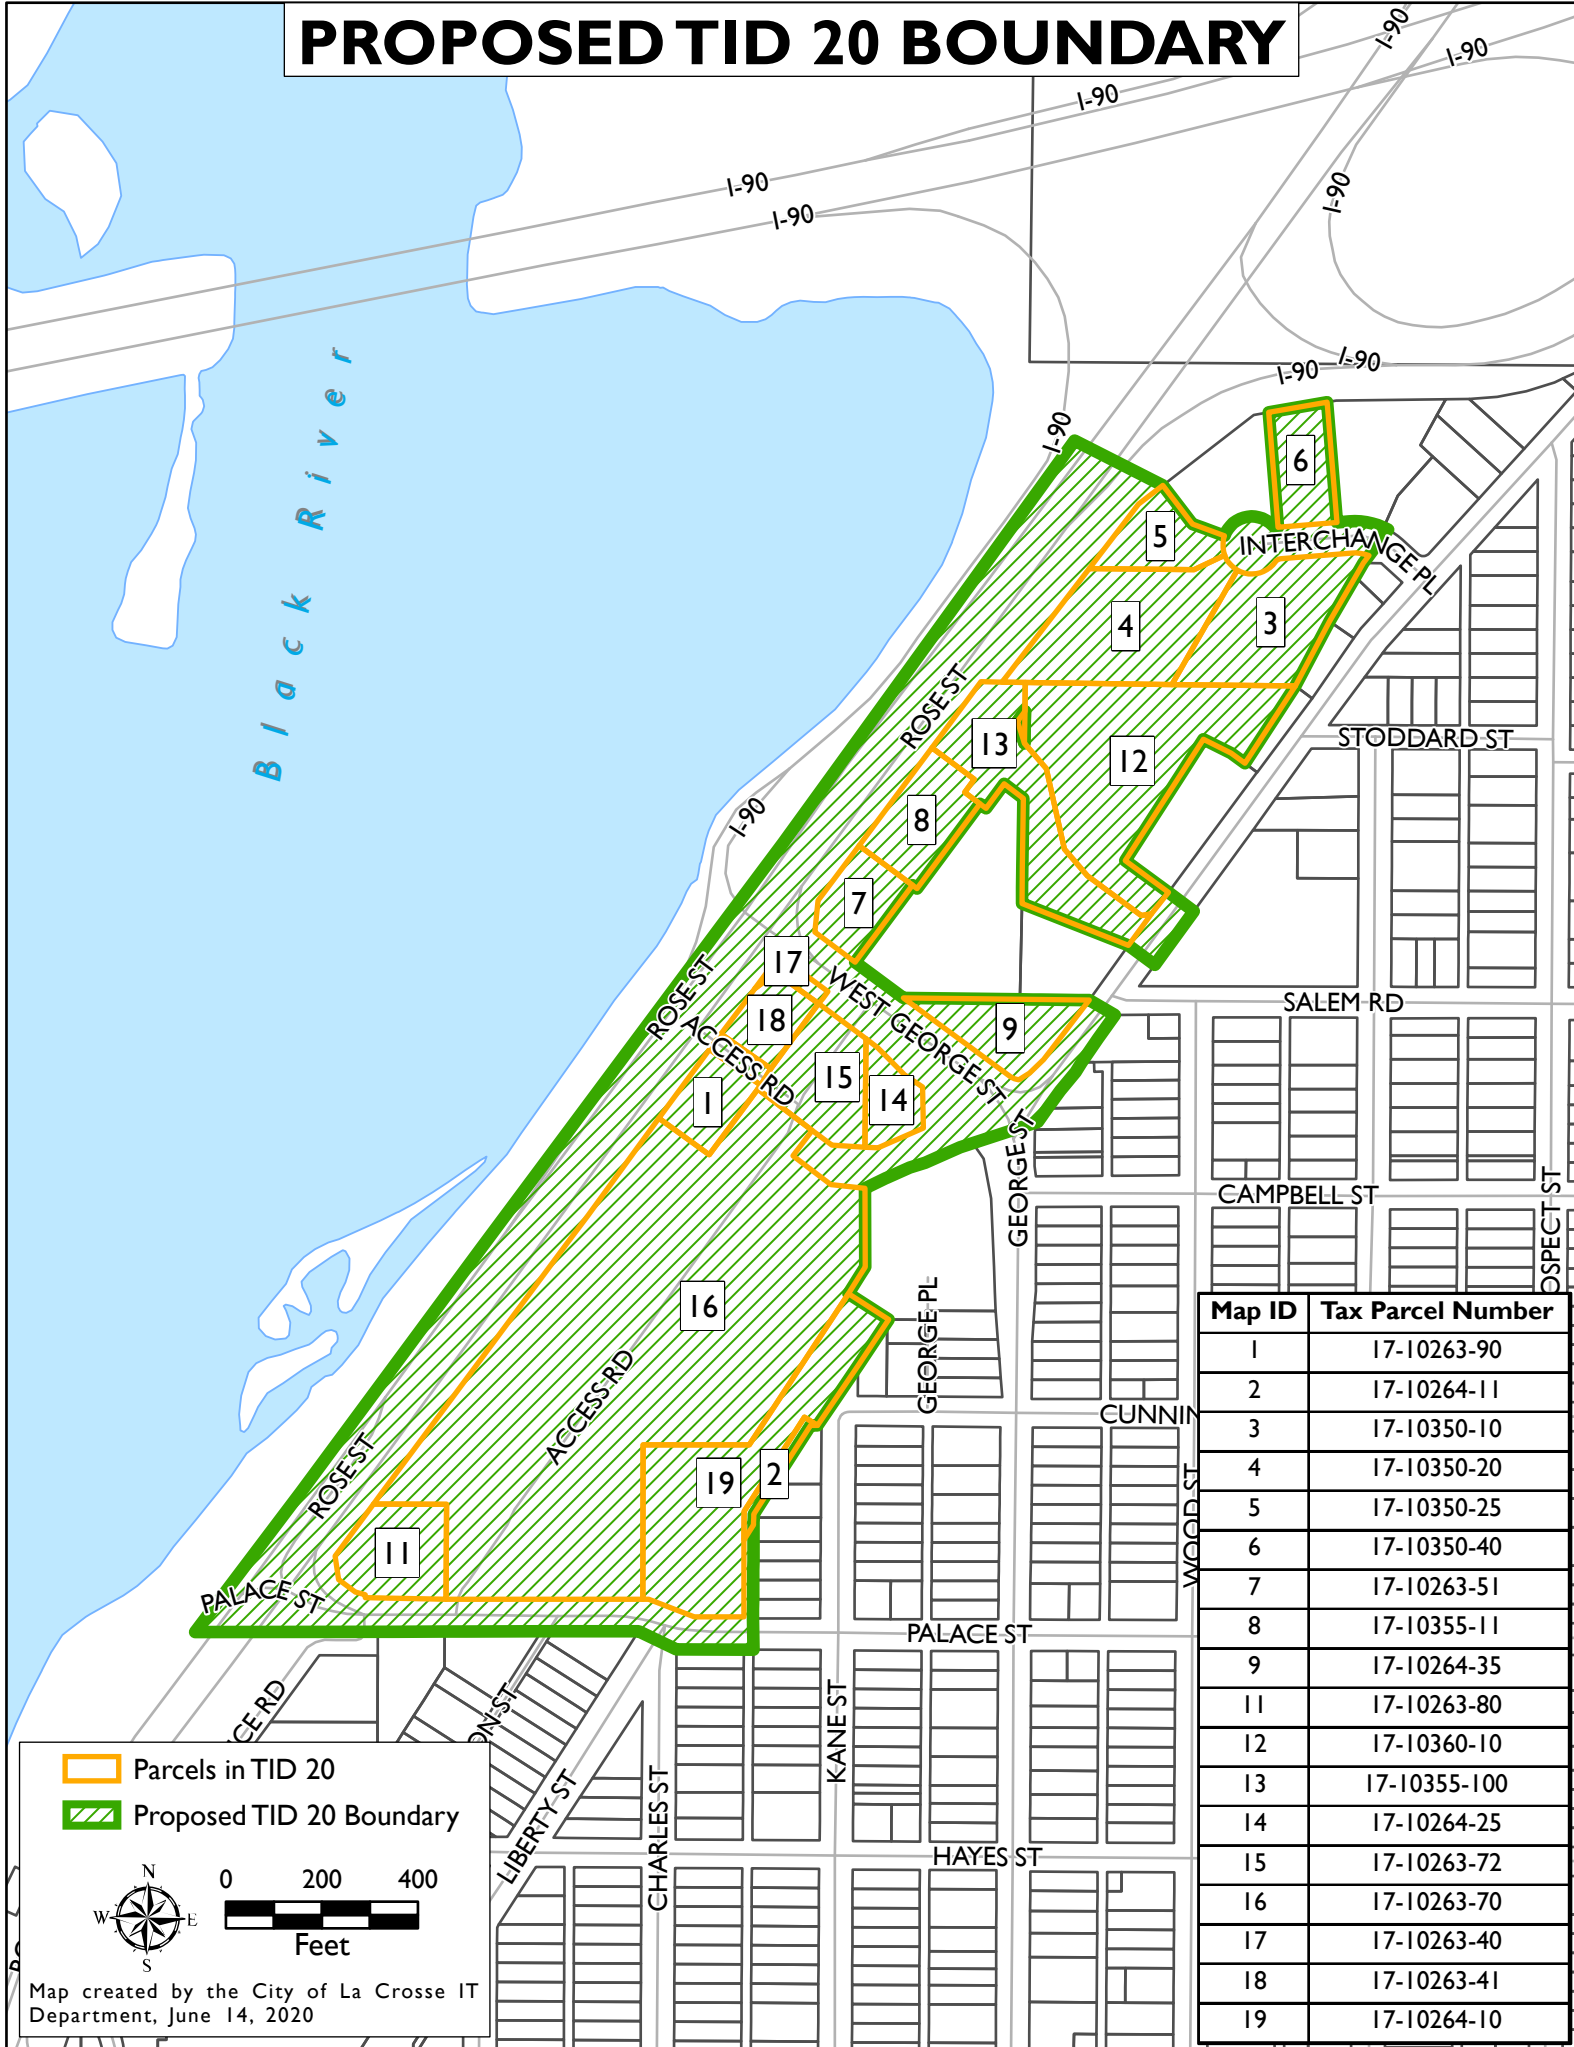 PROPOSED TID 20 BOUNDARY
I-90
I-90
I-90
I-90
I-90
I-90
I-90
I-90
I-90
Black River
6
5
INTERCHANGE PL
4
3
ROSE ST
13
12
STODDARD ST
I-90
8
7
17
ROSE ST
WEST GEORGE ST
SALEM RD
18
9
ACCESS RD
15
14
1
GEORGE ST
CAMPBELL ST
OSPECT ST
16
GEORGE PL
ACCESS RD
CUNNIN
ROSE ST
19
2
WOOD ST
11
PALACE ST
PALACE ST
ICE RD
ON ST
KANE ST
LIBERTY ST
CHARLES ST
HAYES ST
Map ID Tax Parcel Number
1 17-10263-90
2 17-10264-11
3 17-10350-10
4 17-10350-20
5 17-10350-25
6 17-10350-40
7 17-10263-51
8 17-10355-11
9 17-10264-35
11 17-10263-80
12 17-10360-10
13 17-10355-100
14 17-10264-25
15 17-10263-72
16 17-10263-70
17 17-10263-40
18 17-10263-41
19 17-10264-10
Parcels in TID 20
Proposed TID 20 Boundary
N
W E
S
0 200 400
Feet
Map created by the City of La Crosse IT
Department, June 14, 2020